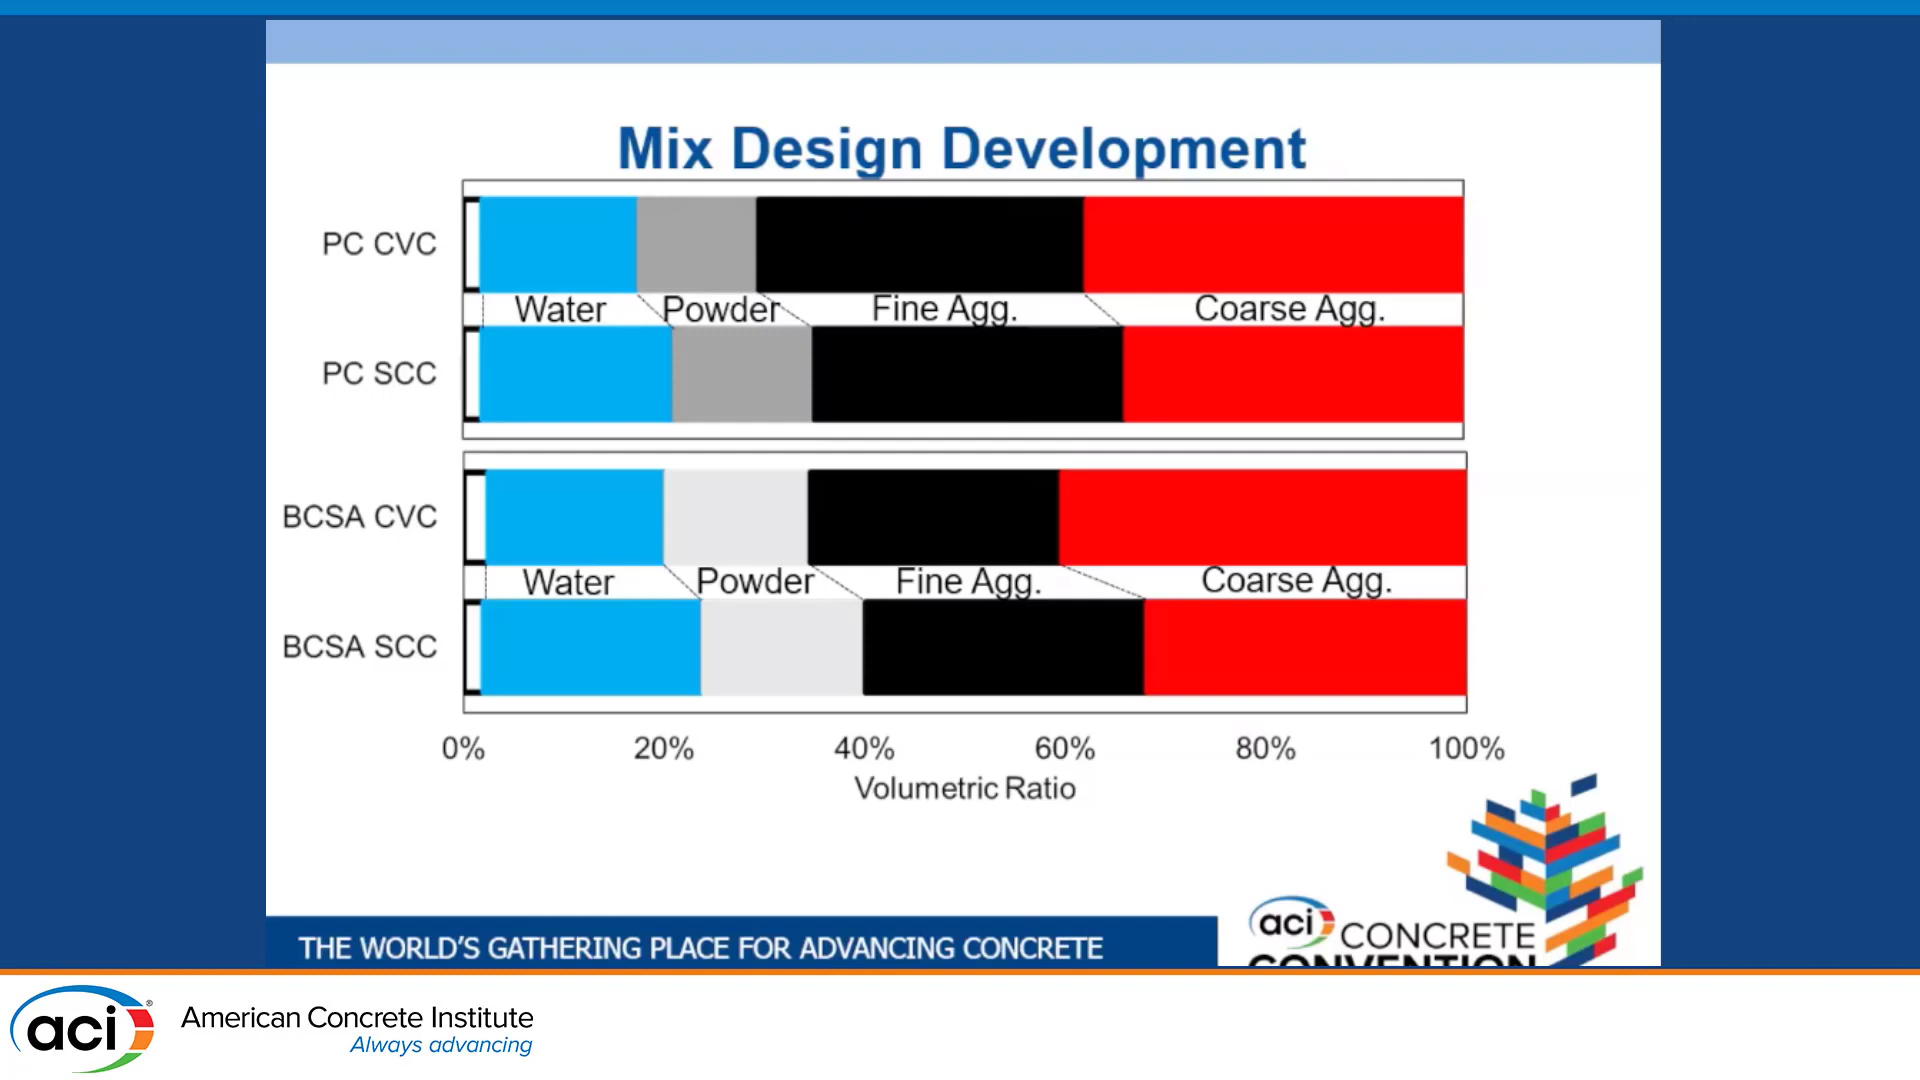 Mix Design Development
PC CVC
Water Powder Fine Agg. Coarse Agg.
PC SCC
BCSA CVC
Water Powder Fine Agg. Coarse Agg.
BCSA SCC
0% 20% 40% 60% 80% 100%
Volumetric Ratio
THE WORLD'S GATHERING PLACE FOR ADVANCING CONCRETE
aci CONCRETE
CONVENTION
aci ® American Concrete Institute
Always advancing